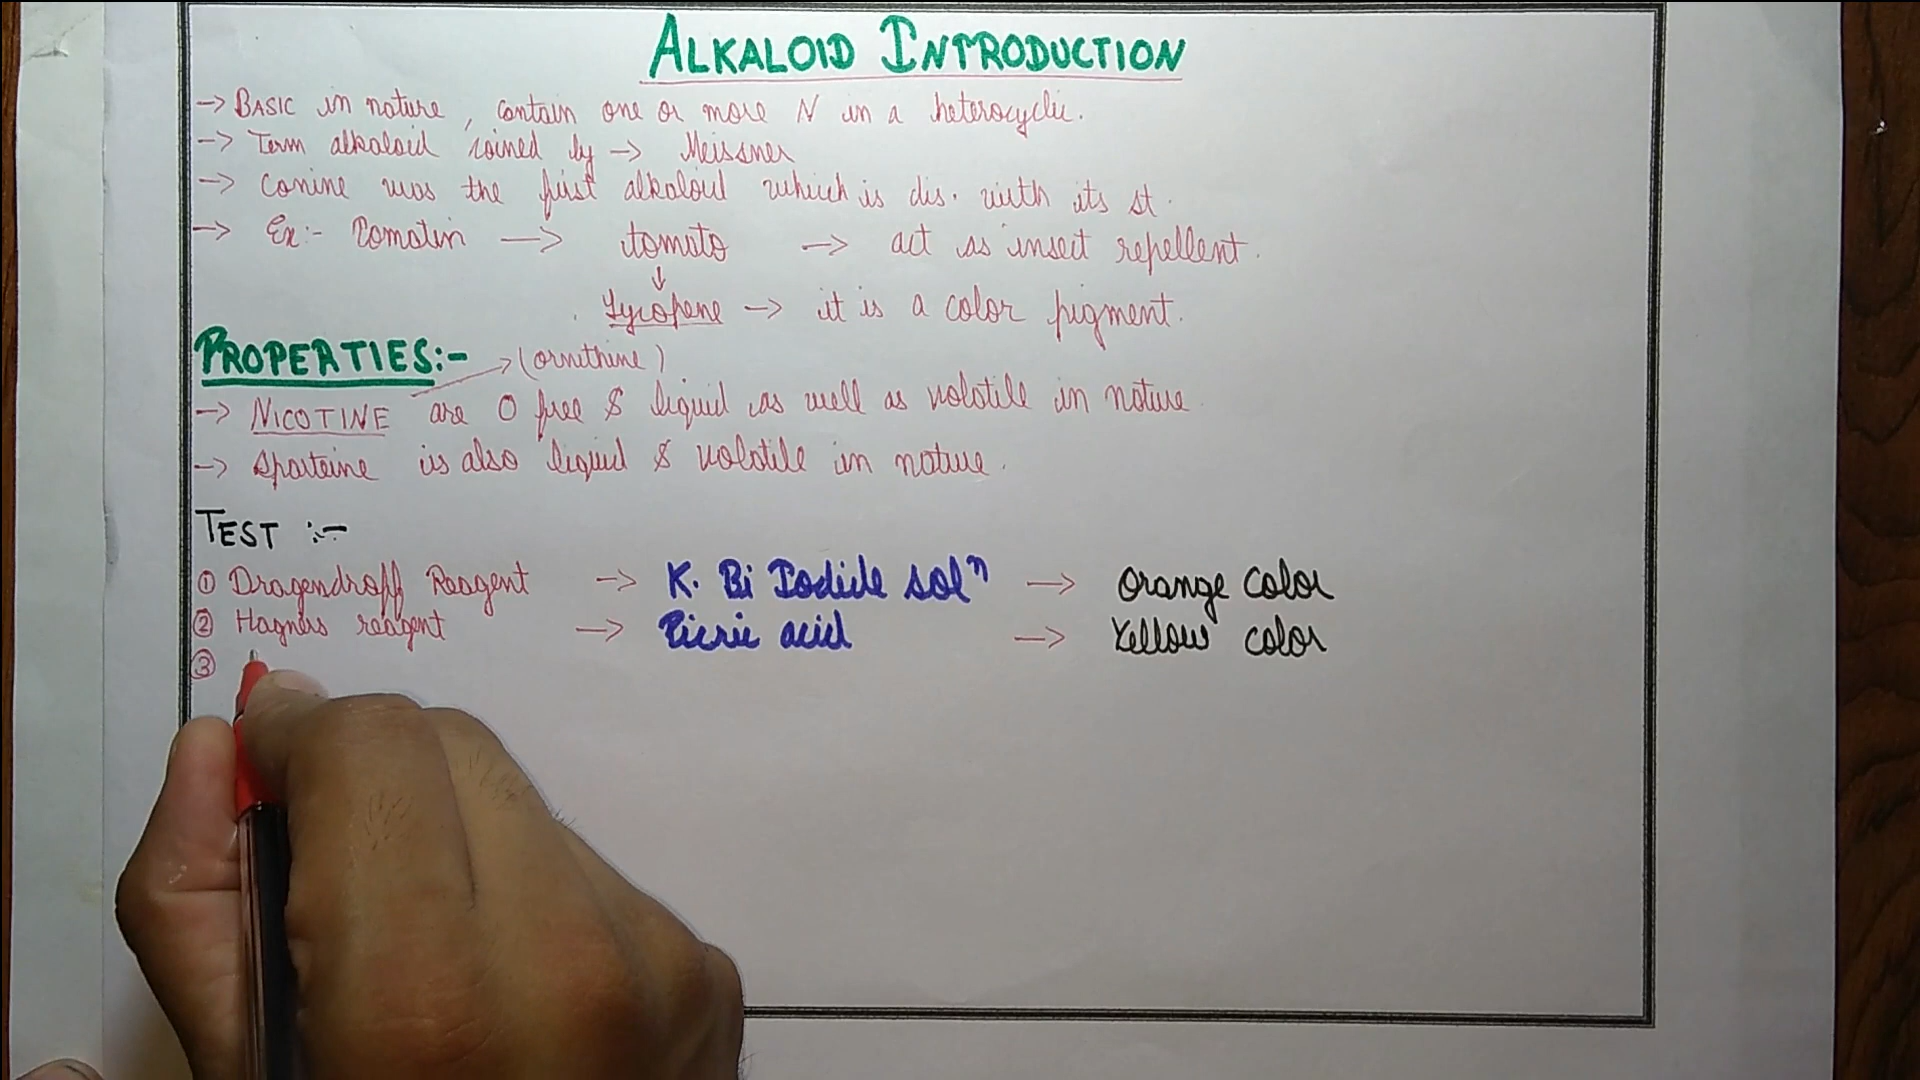 ALKALOID INTRODUCTION
→ BASIC in nature, contain one or more N in a heterocyclic.
→ Term alkaloid coined by → Meissner
→ conine was the first alkaloid which is dis. with its st.
→ Ex:- Tomatin → tomato → act as insect repellent.
↓
Lycopene → it is a color pigment.
PROPERTIES:- → (ornithine)
→ NICOTINE are O free & liquid as well as volatile in nature
→ Sparteine is also liquid & volatile in nature.
TEST :-
① Dragendroff Reagent → K. Bi Iodide solⁿ → Orange color
② Hagners reagent → Picric acid → Yellow color
③